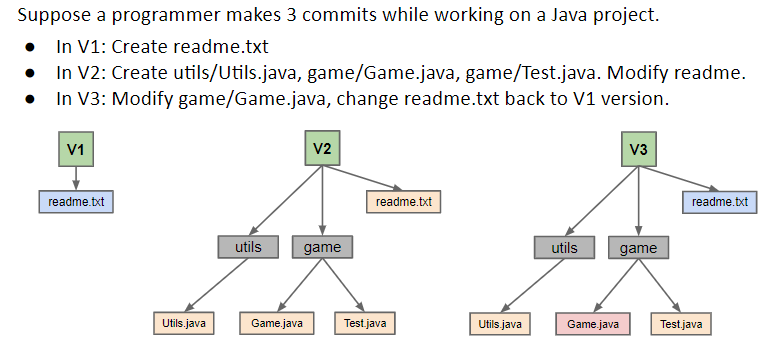 Suppose a programmer makes 3 commits while working on a Java project.
● In V1: Create readme.txt
● In V2: Create utils/Utils.java, game/Game.java, game/Test.java. Modify readme.
● In V3: Modify game/Game.java, change readme.txt back to V1 version.
V1 V2 V3
readme.txt readme.txt readme.txt
utils game utils game
Utils.java Game.java Test.java Utils.java Game.java Test.java